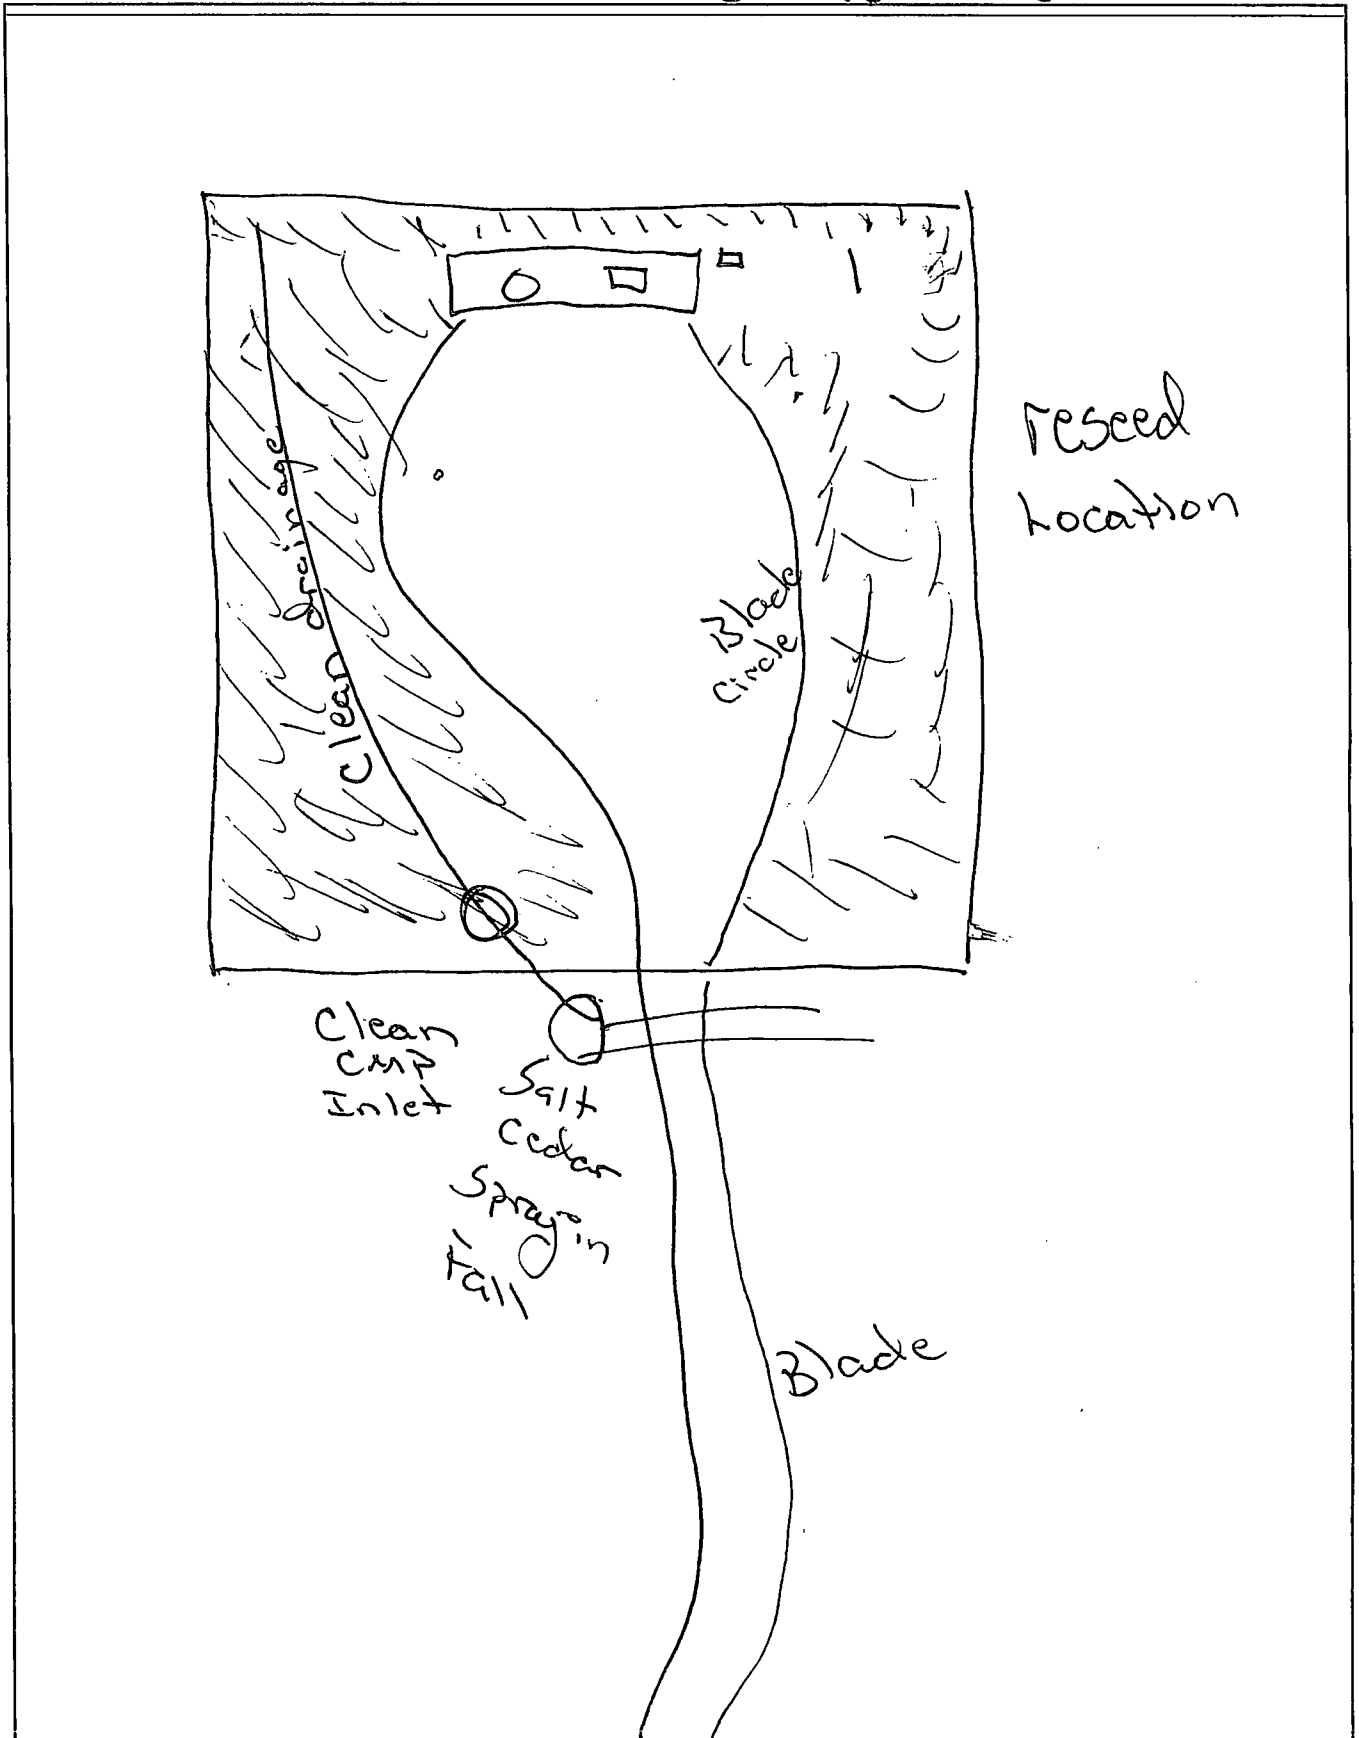 reseed
Location
Clean drainage
Blade
Circle
Clean
CMP
Inlet
Salt
Cedar
Spray in
Fall
Blade